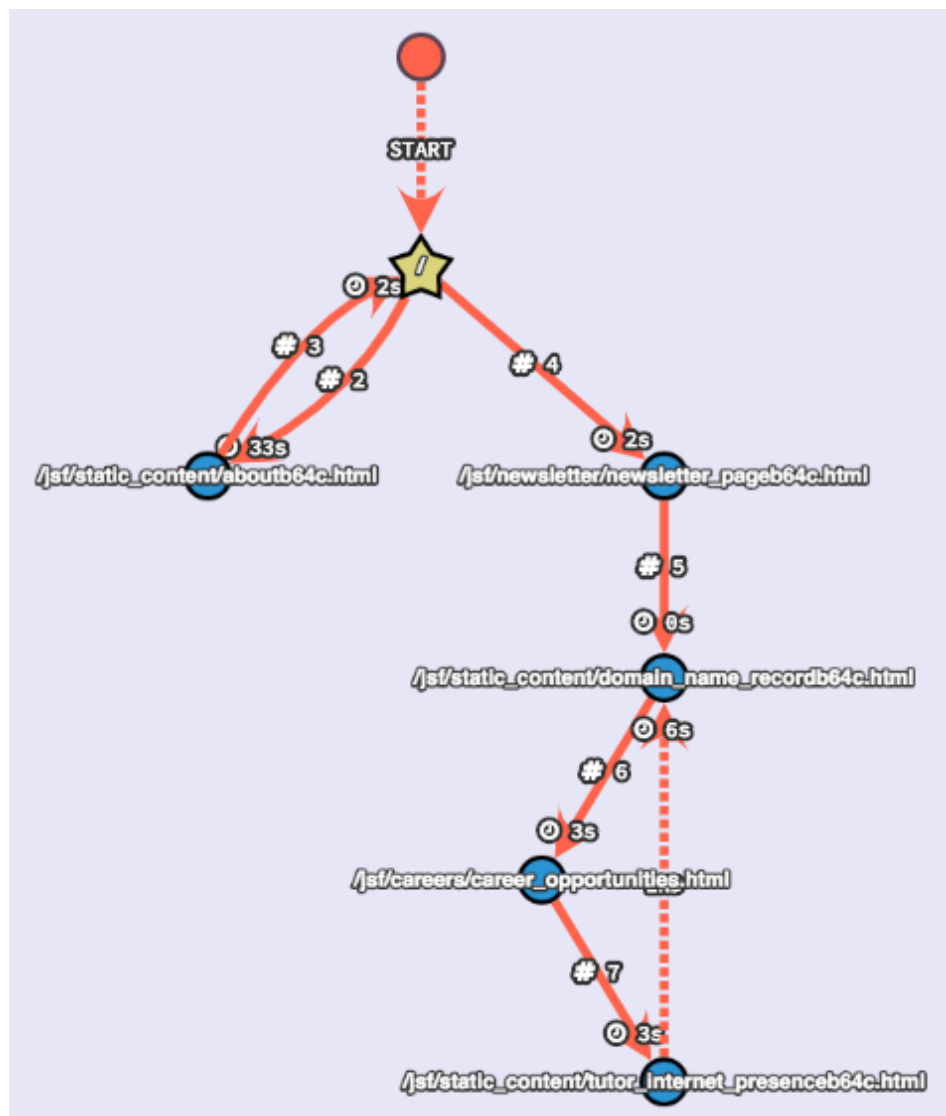 START
/
2s
# 3
# 2
# 4
33s
2s
/jsf/static_content/aboutb64c.html
/jsf/newsletter/newsletter_pageb64c.html
# 5
0s
/jsf/static_content/domain_name_recordb64c.html
6s
# 6
3s
/jsf/careers/career_opportunities.html
# 7
3s
/jsf/static_content/tutor_internet_presenceb64c.html